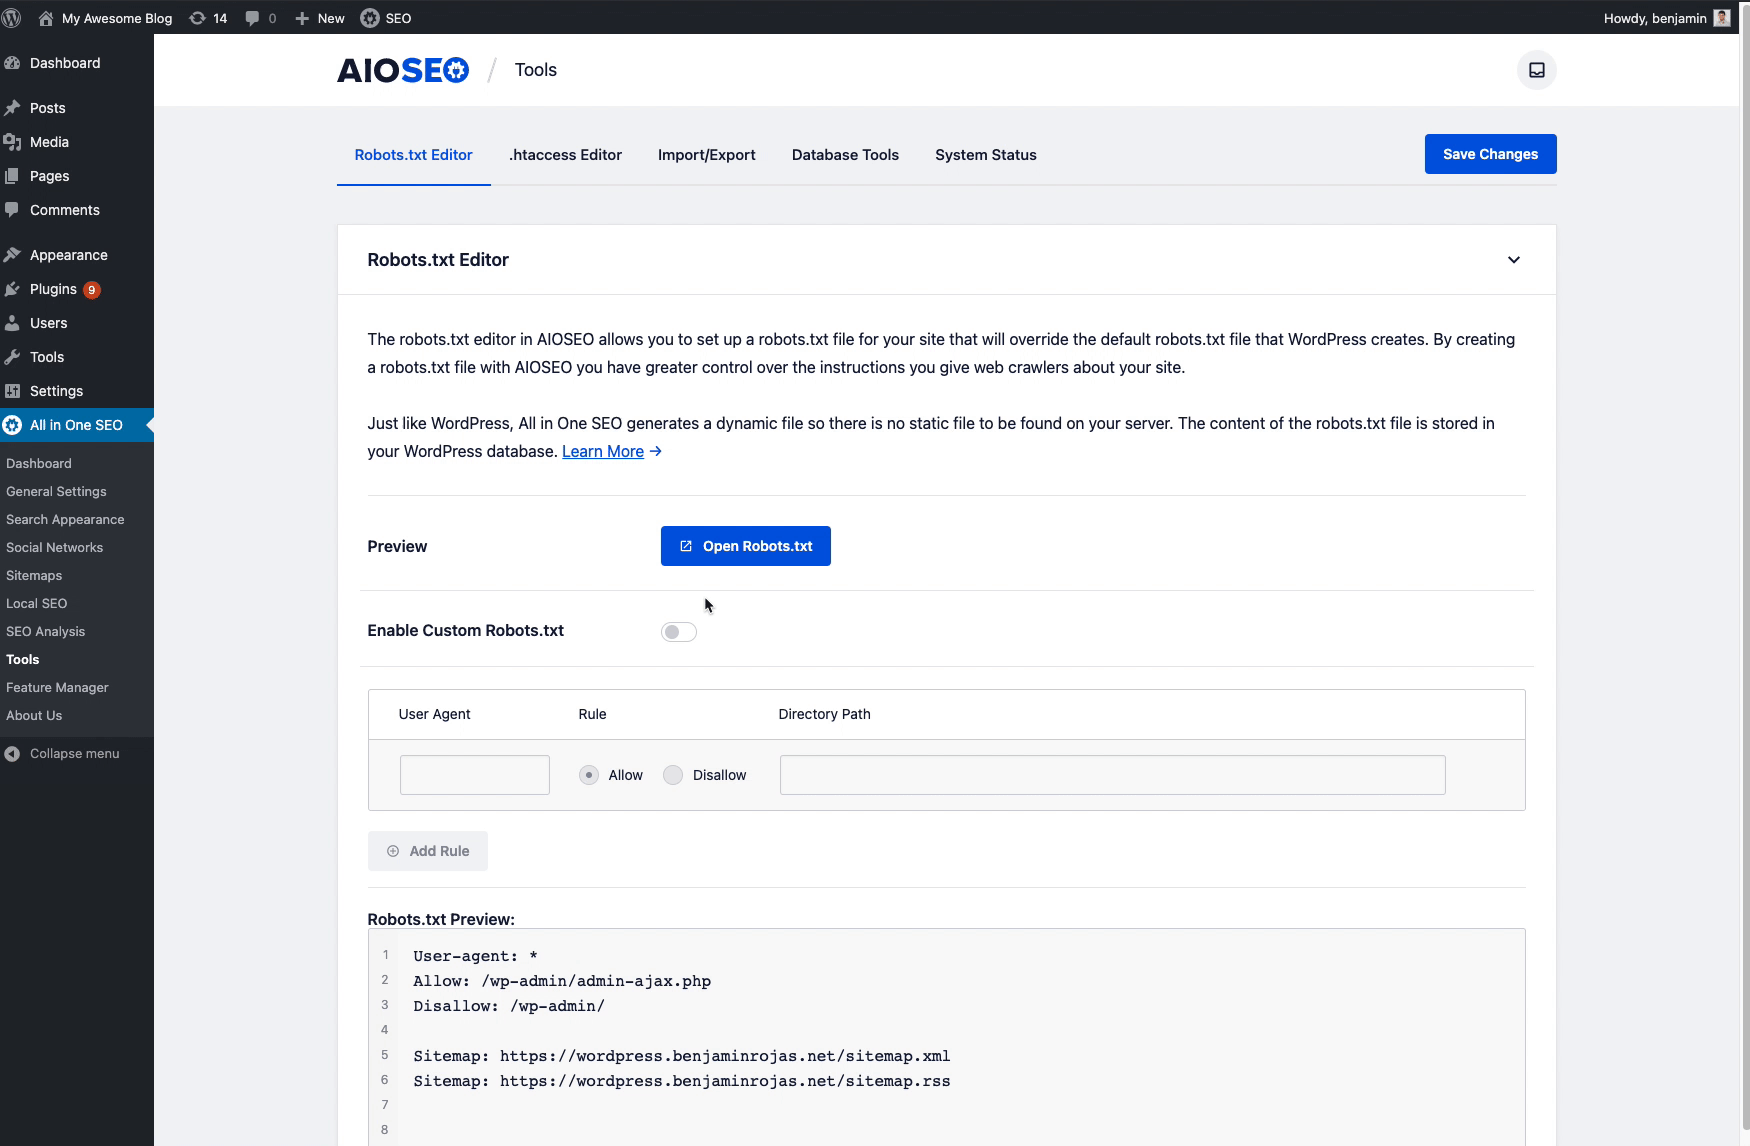 My Awesome Blog 14 0 New SEO Howdy, benjamin
Dashboard
Posts
Media
Pages
Comments
Appearance
Plugins 9
Users
Tools
Settings
All in One SEO
Dashboard
General Settings
Search Appearance
Social Networks
Sitemaps
Local SEO
SEO Analysis
Tools
Feature Manager
About Us
Collapse menu
AIOSEO / Tools
Robots.txt Editor .htaccess Editor Import/Export Database Tools System Status Save Changes
Robots.txt Editor
The robots.txt editor in AIOSEO allows you to set up a robots.txt file for your site that will override the default robots.txt file that WordPress creates. By creating
a robots.txt file with AIOSEO you have greater control over the instructions you give web crawlers about your site.
Just like WordPress, All in One SEO generates a dynamic file so there is no static file to be found on your server. The content of the robots.txt file is stored in
your WordPress database. Learn More →
Preview Open Robots.txt
Enable Custom Robots.txt
User Agent Rule Directory Path
Allow Disallow
Add Rule
Robots.txt Preview:
1 User-agent: *
2 Allow: /wp-admin/admin-ajax.php
3 Disallow: /wp-admin/
4
5 Sitemap: https://wordpress.benjaminrojas.net/sitemap.xml
6 Sitemap: https://wordpress.benjaminrojas.net/sitemap.rss
7
8